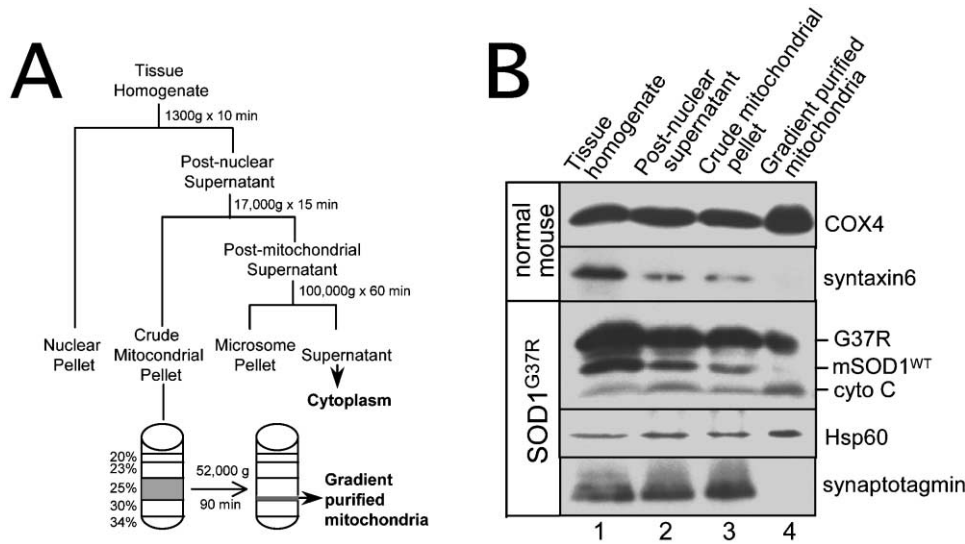 A
Tissue
Homogenate
1300g x 10 min
Post-nuclear
Supernatant
17,000g x 15 min
Post-mitochondrial
Supernatant
100,000g x 60 min
Nuclear
Pellet
Crude
Mitocondrial
Pellet
Microsome
Pellet
Supernatant
Cytoplasm
20%
23%
25%
30%
34%
52,000 g
90 min
Gradient
purified
mitochondria
B
Tissue
homogenate
Post-nuclear
supernatant
Crude mitochondrial
pellet
Gradient purified
mitochondria
normal
mouse
COX4
syntaxin6
SOD1G37R
G37R
mSOD1WT
cyto C
Hsp60
synaptotagmin
1 2 3 4